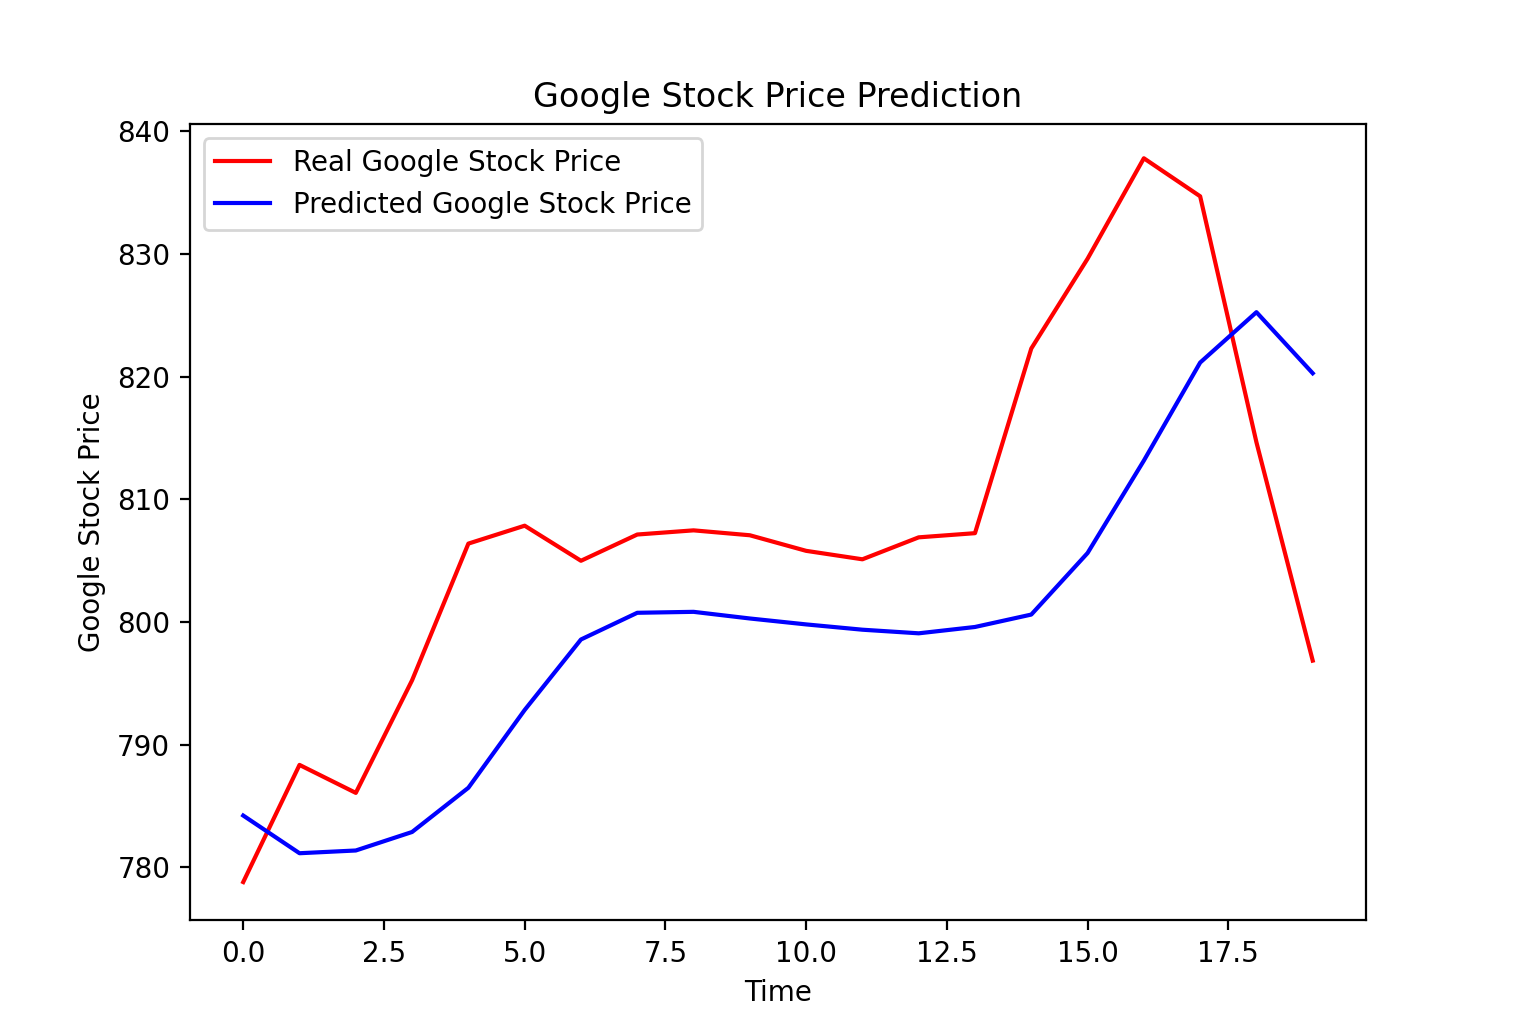 Google Stock Price Prediction
Real Google Stock Price
Predicted Google Stock Price
Google Stock Price
840
830
820
810
800
790
780
0.0 2.5 5.0 7.5 10.0 12.5 15.0 17.5
Time